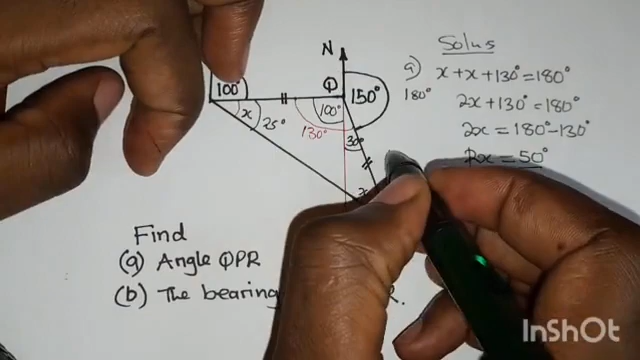 N
Solns
100°
Q
150°
x
25°
100°
130°
30°
x
a) x+x+130°=180°
180°
2x+130°=180°
2x=180°-130°
2x=50°
Find
(a) Angle QPR
(b) The bearing
R.
InShOt